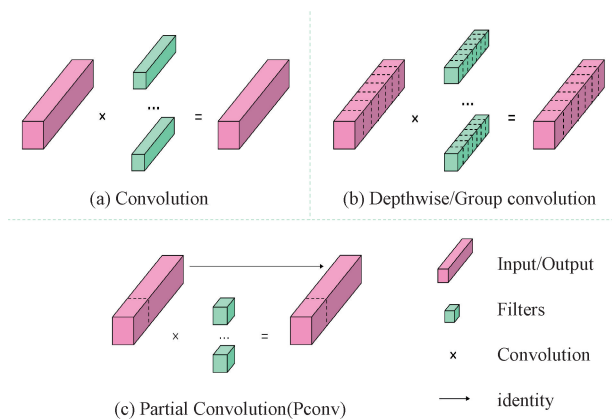 × ... =
(a) Convolution
× ... =
(b) Depthwise/Group convolution
× ... =
(c) Partial Convolution(Pconv)
Input/Output
Filters
× Convolution
identity